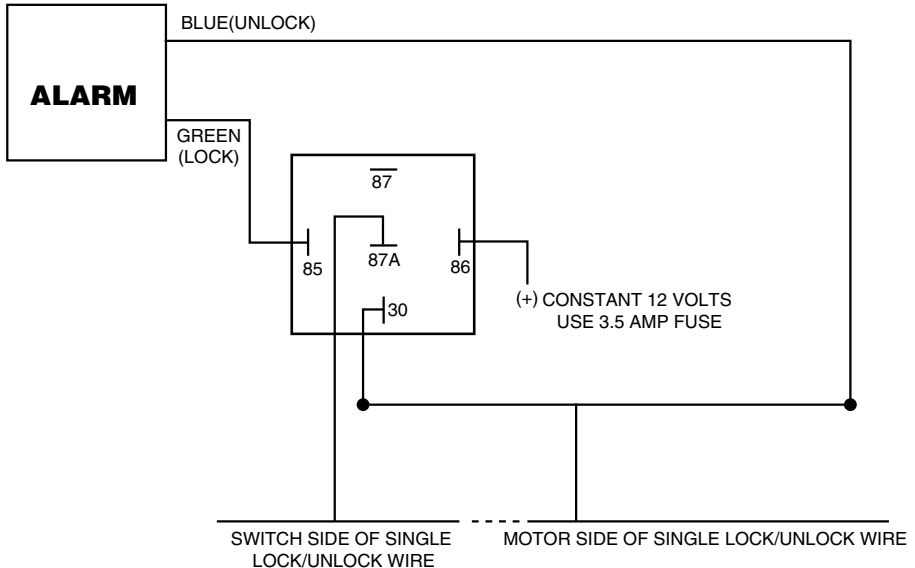 BLUE(UNLOCK)
ALARM
GREEN
(LOCK)
87
87A
85
86
30
(+) CONSTANT 12 VOLTS
USE 3.5 AMP FUSE
SWITCH SIDE OF SINGLE
LOCK/UNLOCK WIRE
MOTOR SIDE OF SINGLE LOCK/UNLOCK WIRE